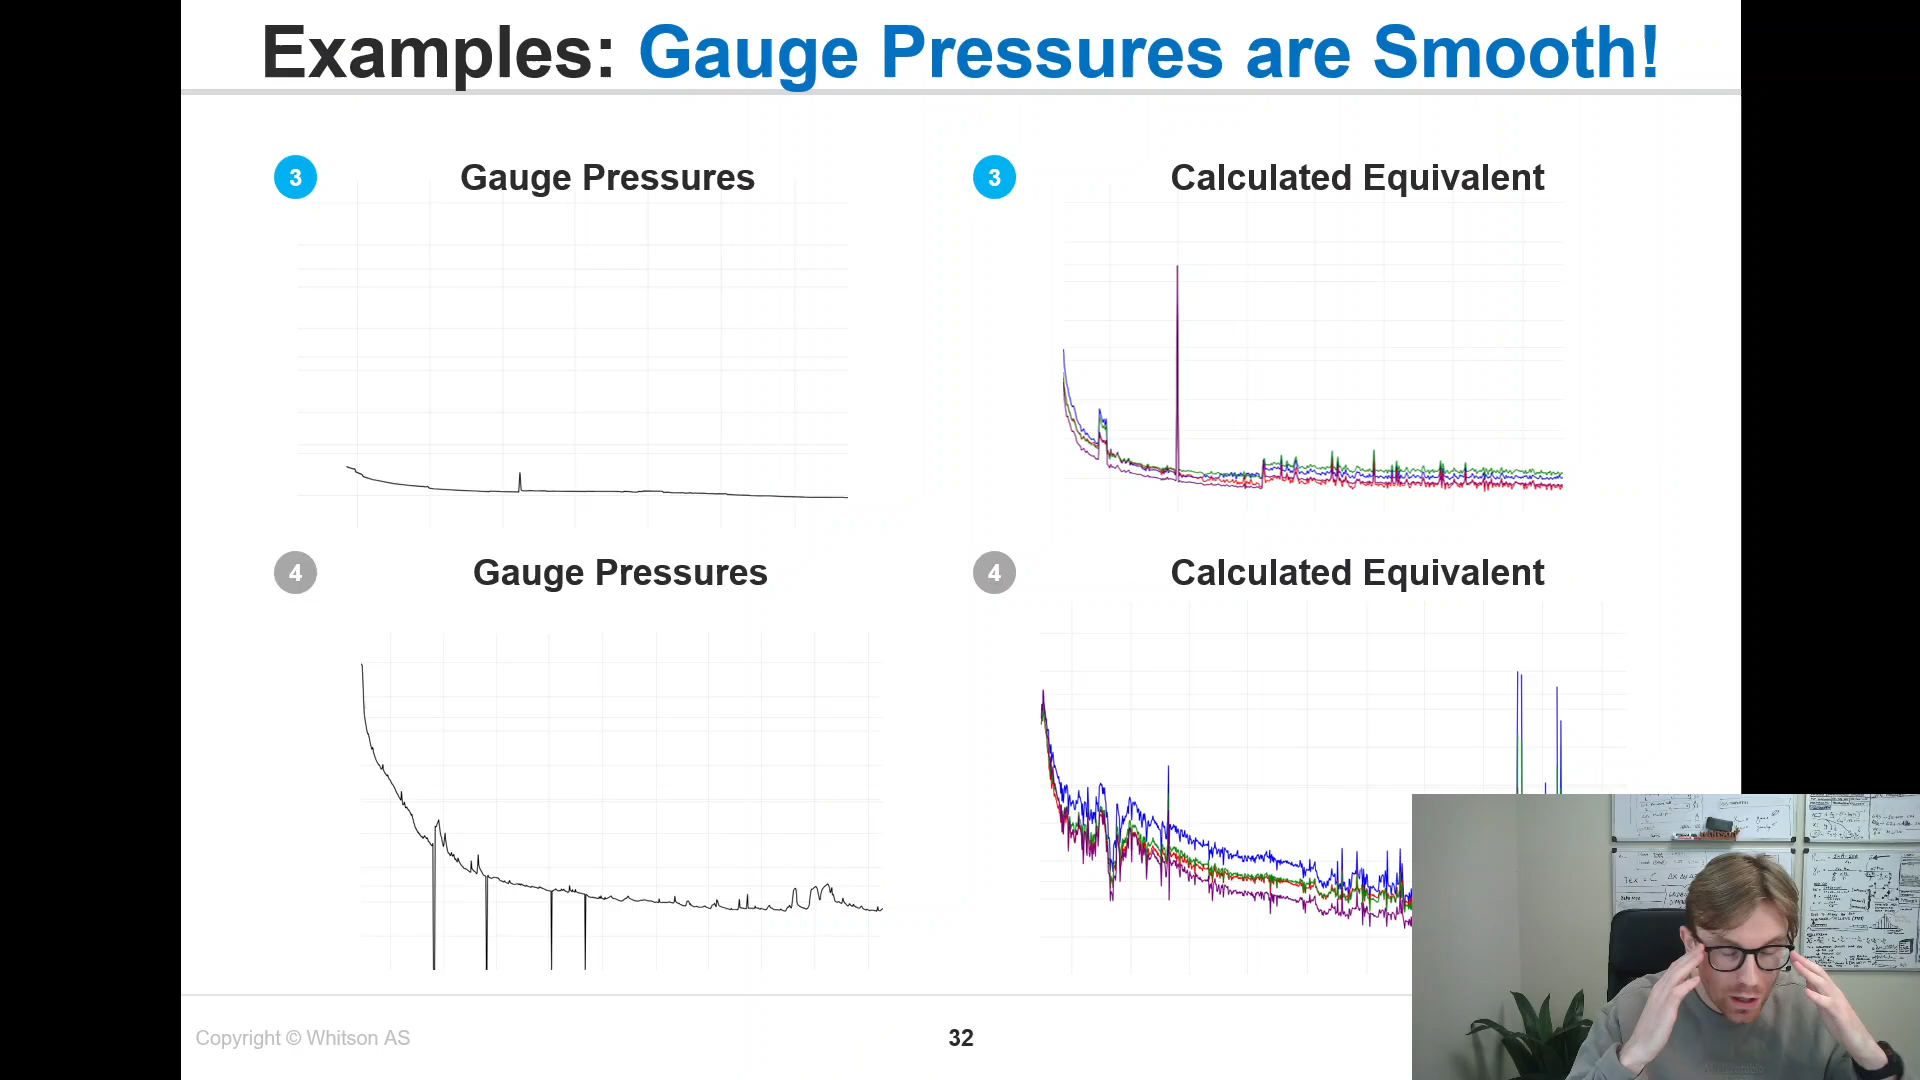 Examples: Gauge Pressures are Smooth!
3 Gauge Pressures
3 Calculated Equivalent
4 Gauge Pressures
4 Calculated Equivalent
Copyright © Whitson AS
32